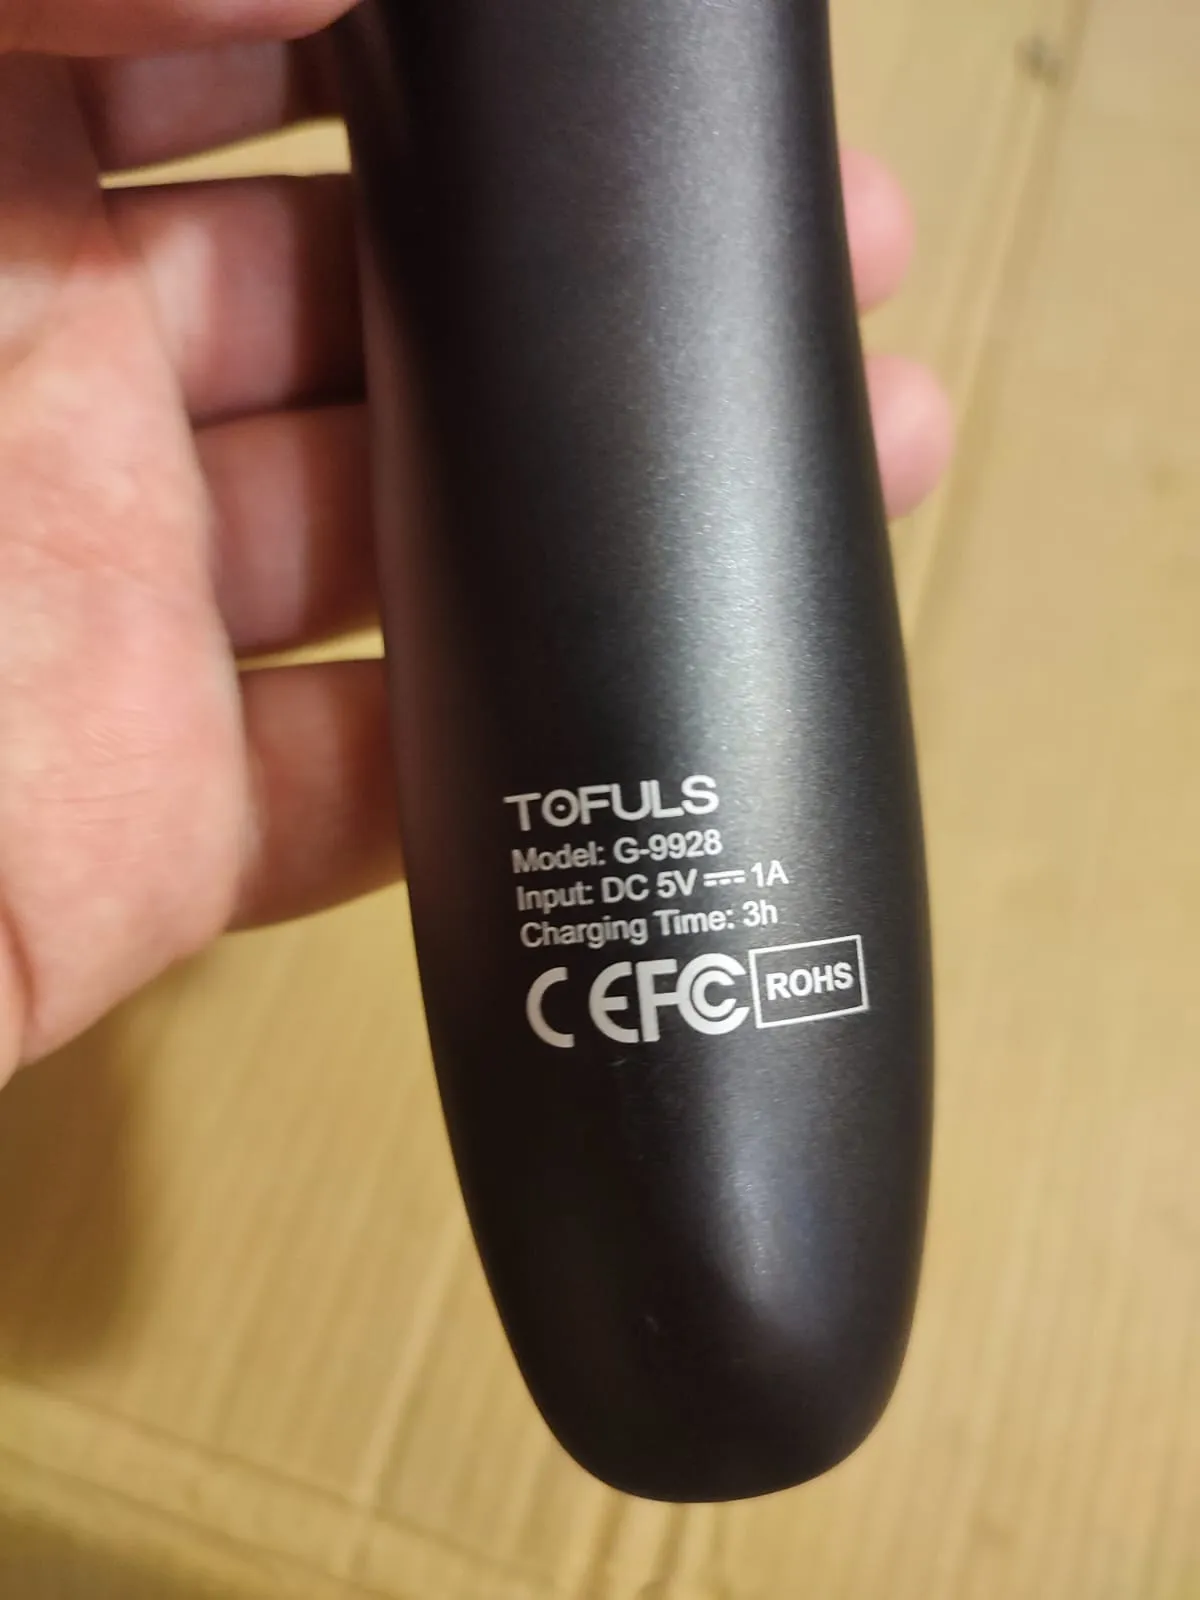 TOFULS
Model: G-9928
Input: DC 5V ⎓ 1A
Charging Time: 3h
CE FC ROHS